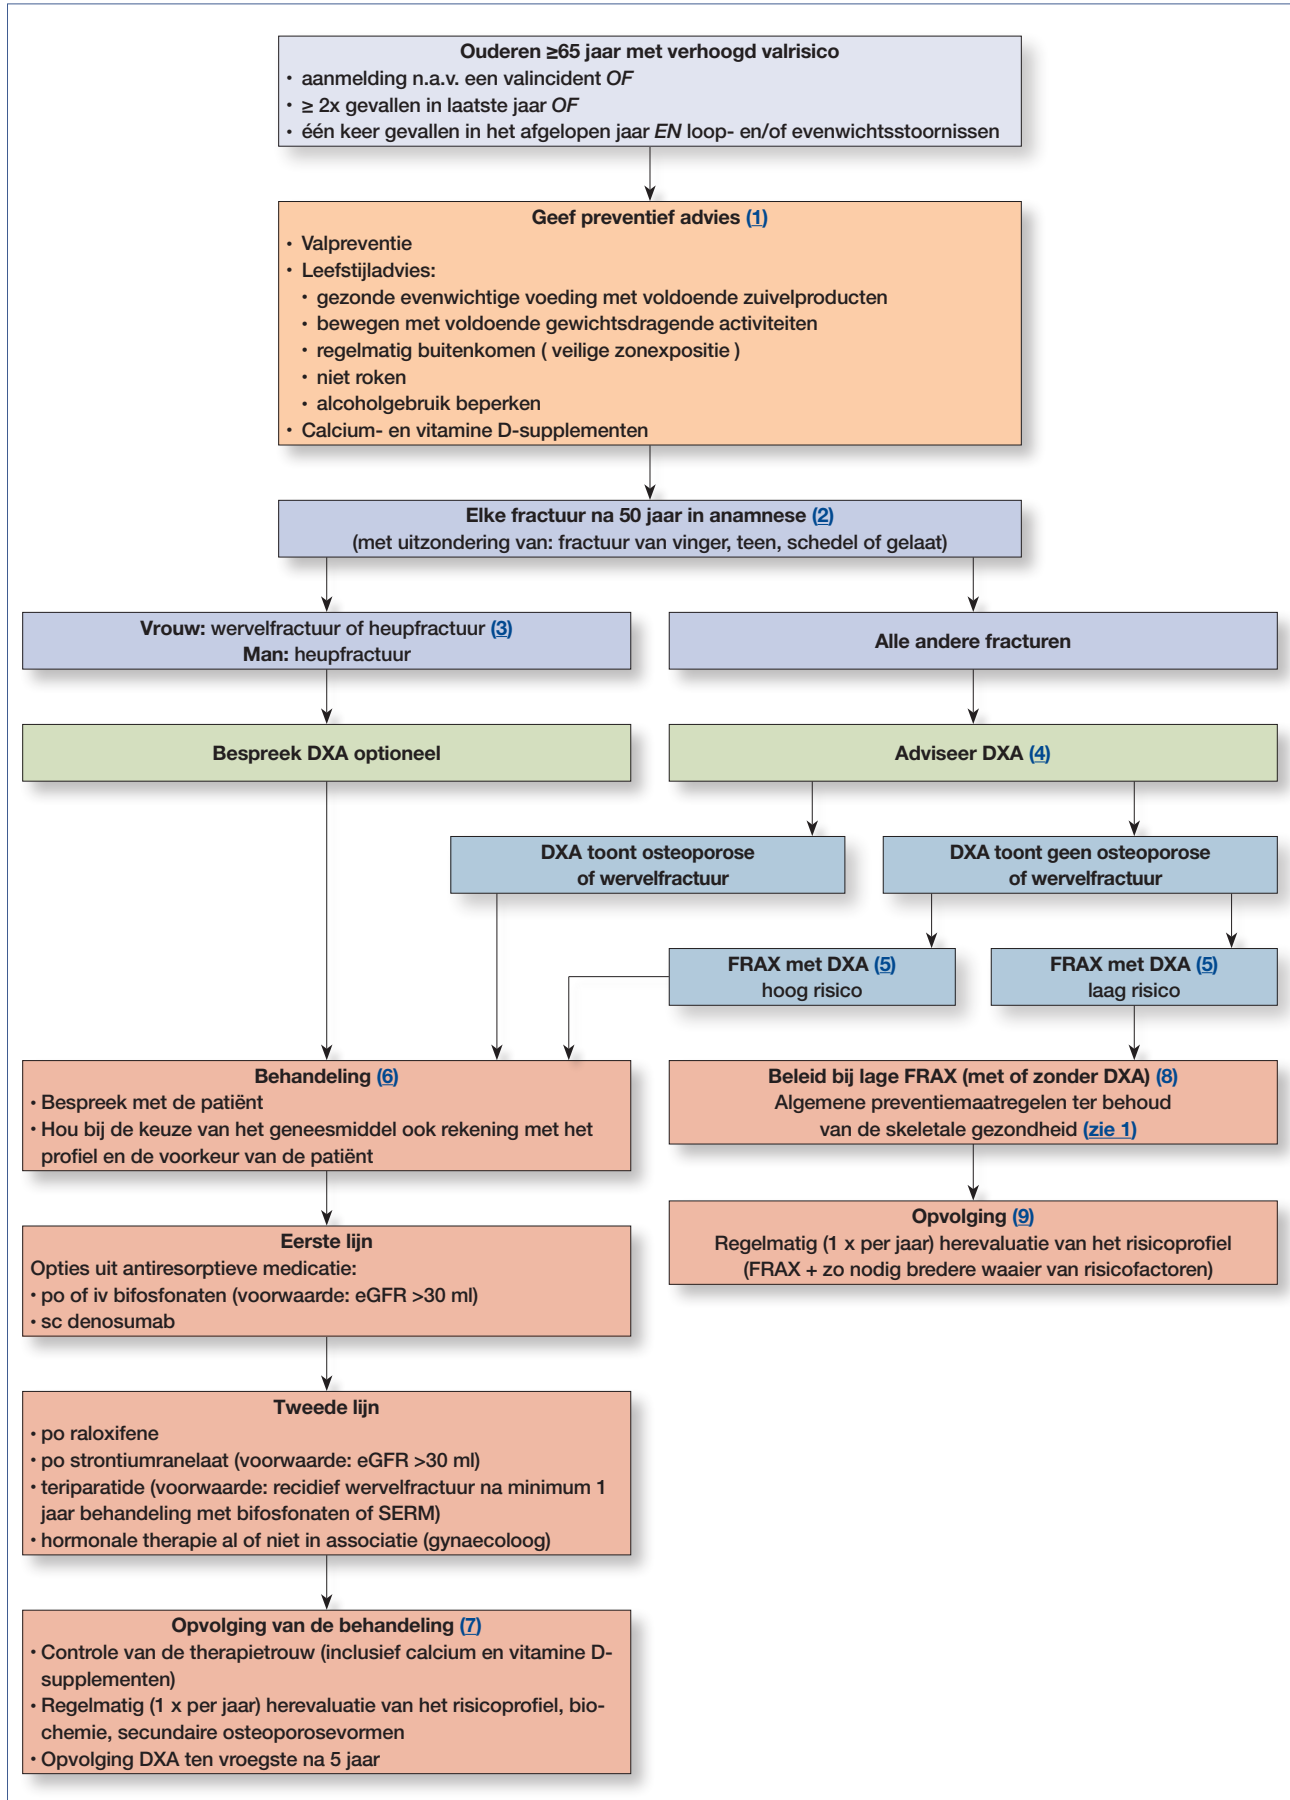 Ouderen ≥65 jaar met verhoogd valrisico
• aanmelding n.a.v. een valincident OF
• ≥ 2x gevallen in laatste jaar OF
• één keer gevallen in het afgelopen jaar EN loop- en/of evenwichtsstoornissen
Geef preventief advies (1)
• Valpreventie
• Leefstijladvies:
• gezonde evenwichtige voeding met voldoende zuivelproducten
• bewegen met voldoende gewichtsdragende activiteiten
• regelmatig buitenkomen ( veilige zonexpositie )
• niet roken
• alcoholgebruik beperken
• Calcium- en vitamine D-supplementen
Elke fractuur na 50 jaar in anamnese (2)
(met uitzondering van: fractuur van vinger, teen, schedel of gelaat)
Vrouw: wervelfractuur of heupfractuur (3)
Man: heupfractuur
Alle andere fracturen
Bespreek DXA optioneel
Adviseer DXA (4)
DXA toont osteoporose
of wervelfractuur
DXA toont geen osteoporose
of wervelfractuur
FRAX met DXA (5)
hoog risico
FRAX met DXA (5)
laag risico
Behandeling (6)
• Bespreek met de patiënt
• Hou bij de keuze van het geneesmiddel ook rekening met het
profiel en de voorkeur van de patiënt
Beleid bij lage FRAX (met of zonder DXA) (8)
Algemene preventiemaatregelen ter behoud
van de skeletale gezondheid (zie 1)
Eerste lijn
Opties uit antiresorptieve medicatie:
• po of iv bifosfonaten (voorwaarde: eGFR >30 ml)
• sc denosumab
Opvolging (9)
Regelmatig (1 x per jaar) herevaluatie van het risicoprofiel
(FRAX + zo nodig bredere waaier van risicofactoren)
Tweede lijn
• po raloxifene
• po strontiumranelaat (voorwaarde: eGFR >30 ml)
• teriparatide (voorwaarde: recidief wervelfractuur na minimum 1
jaar behandeling met bifosfonaten of SERM)
• hormonale therapie al of niet in associatie (gynaecoloog)
Opvolging van de behandeling (7)
• Controle van de therapietrouw (inclusief calcium en vitamine D-
supplementen)
• Regelmatig (1 x per jaar) herevaluatie van het risicoprofiel, bio-
chemie, secundaire osteoporosevormen
• Opvolging DXA ten vroegste na 5 jaar